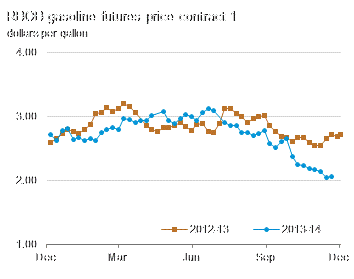 RBOB gasoline futures price contract 1
dollars per gallon
4.00
3.00
2.00
1.00
Dec Mar Jun Sep Dec
2012-13 2013-14